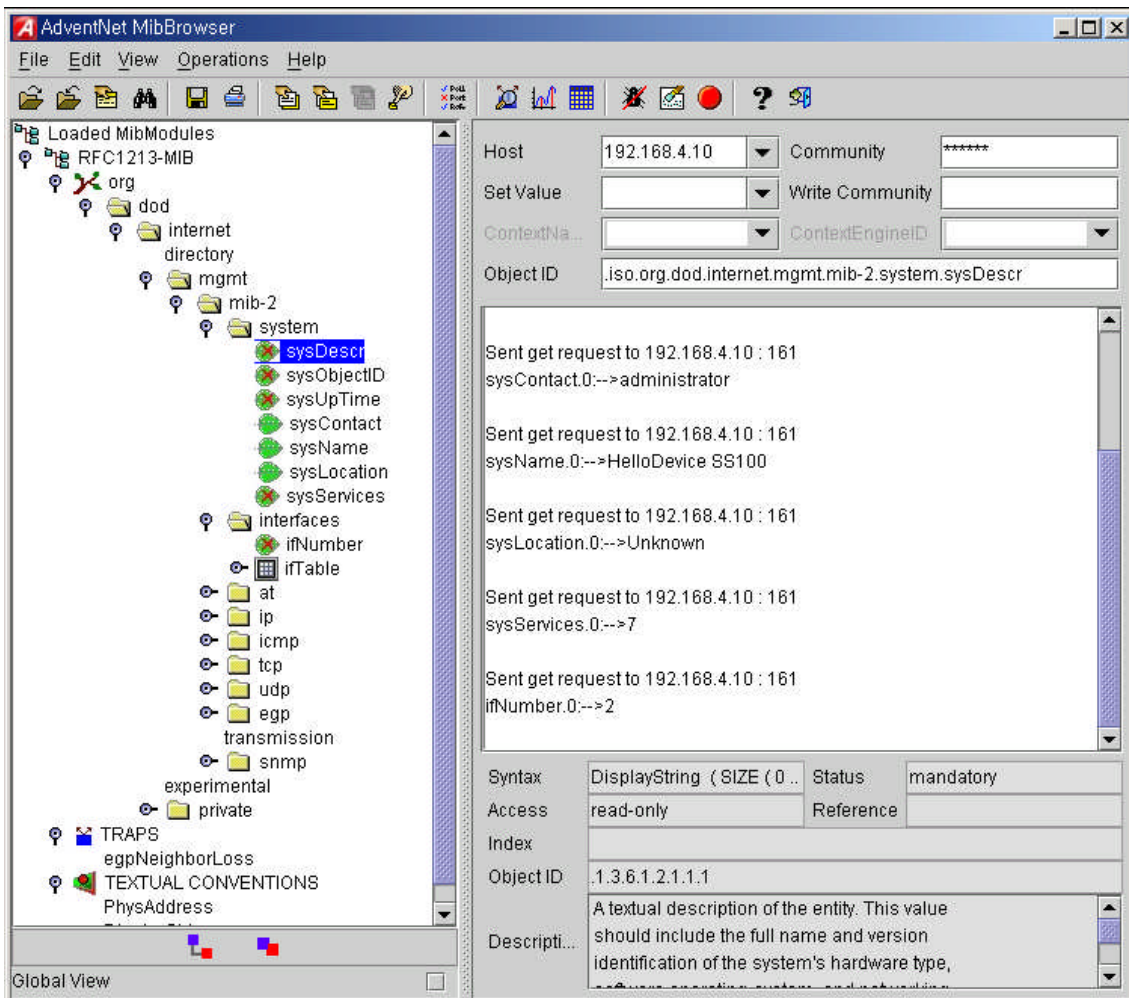 AdventNet MibBrowser
File Edit View Operations Help
Loaded MibModules
RFC1213-MIB
org
dod
internet
directory
mgmt
mib-2
system
sysDescr
sysObjectID
sysUpTime
sysContact
sysName
sysLocation
sysServices
interfaces
ifNumber
ifTable
at
ip
icmp
tcp
udp
egp
transmission
snmp
experimental
private
TRAPS
egpNeighborLoss
TEXTUAL CONVENTIONS
PhysAddress
Global View
Host 192.168.4.10 Community ******
Set Value Write Community
ContextNa... ContextEngineID
Object ID .iso.org.dod.internet.mgmt.mib-2.system.sysDescr
Sent get request to 192.168.4.10 : 161
sysContact.0:-->administrator
Sent get request to 192.168.4.10 : 161
sysName.0:-->HelloDevice SS100
Sent get request to 192.168.4.10 : 161
sysLocation.0:-->Unknown
Sent get request to 192.168.4.10 : 161
sysServices.0:-->7
Sent get request to 192.168.4.10 : 161
ifNumber.0:-->2
Syntax DisplayString ( SIZE ( 0 .. Status mandatory
Access read-only Reference
Index
Object ID .1.3.6.1.2.1.1.1
Descripti... A textual description of the entity. This value
should include the full name and version
identification of the system's hardware type,